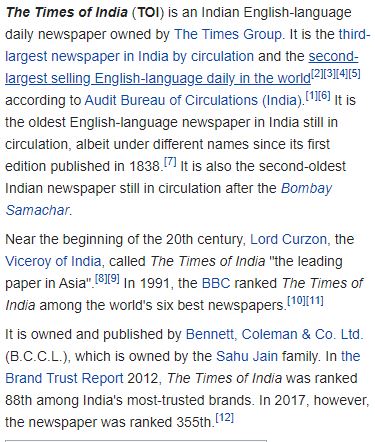 The Times of India (TOI) is an Indian English-language
daily newspaper owned by The Times Group. It is the third-
largest newspaper in India by circulation and the second-
largest selling English-language daily in the world[2][3][4][5]
according to Audit Bureau of Circulations (India).[1][6] It is
the oldest English-language newspaper in India still in
circulation, albeit under different names since its first
edition published in 1838.[7] It is also the second-oldest
Indian newspaper still in circulation after the Bombay
Samachar.
Near the beginning of the 20th century, Lord Curzon, the
Viceroy of India, called The Times of India "the leading
paper in Asia".[8][9] In 1991, the BBC ranked The Times of
India among the world's six best newspapers.[10][11]
It is owned and published by Bennett, Coleman & Co. Ltd.
(B.C.C.L.), which is owned by the Sahu Jain family. In the
Brand Trust Report 2012, The Times of India was ranked
88th among India's most-trusted brands. In 2017, however,
the newspaper was ranked 355th.[12]